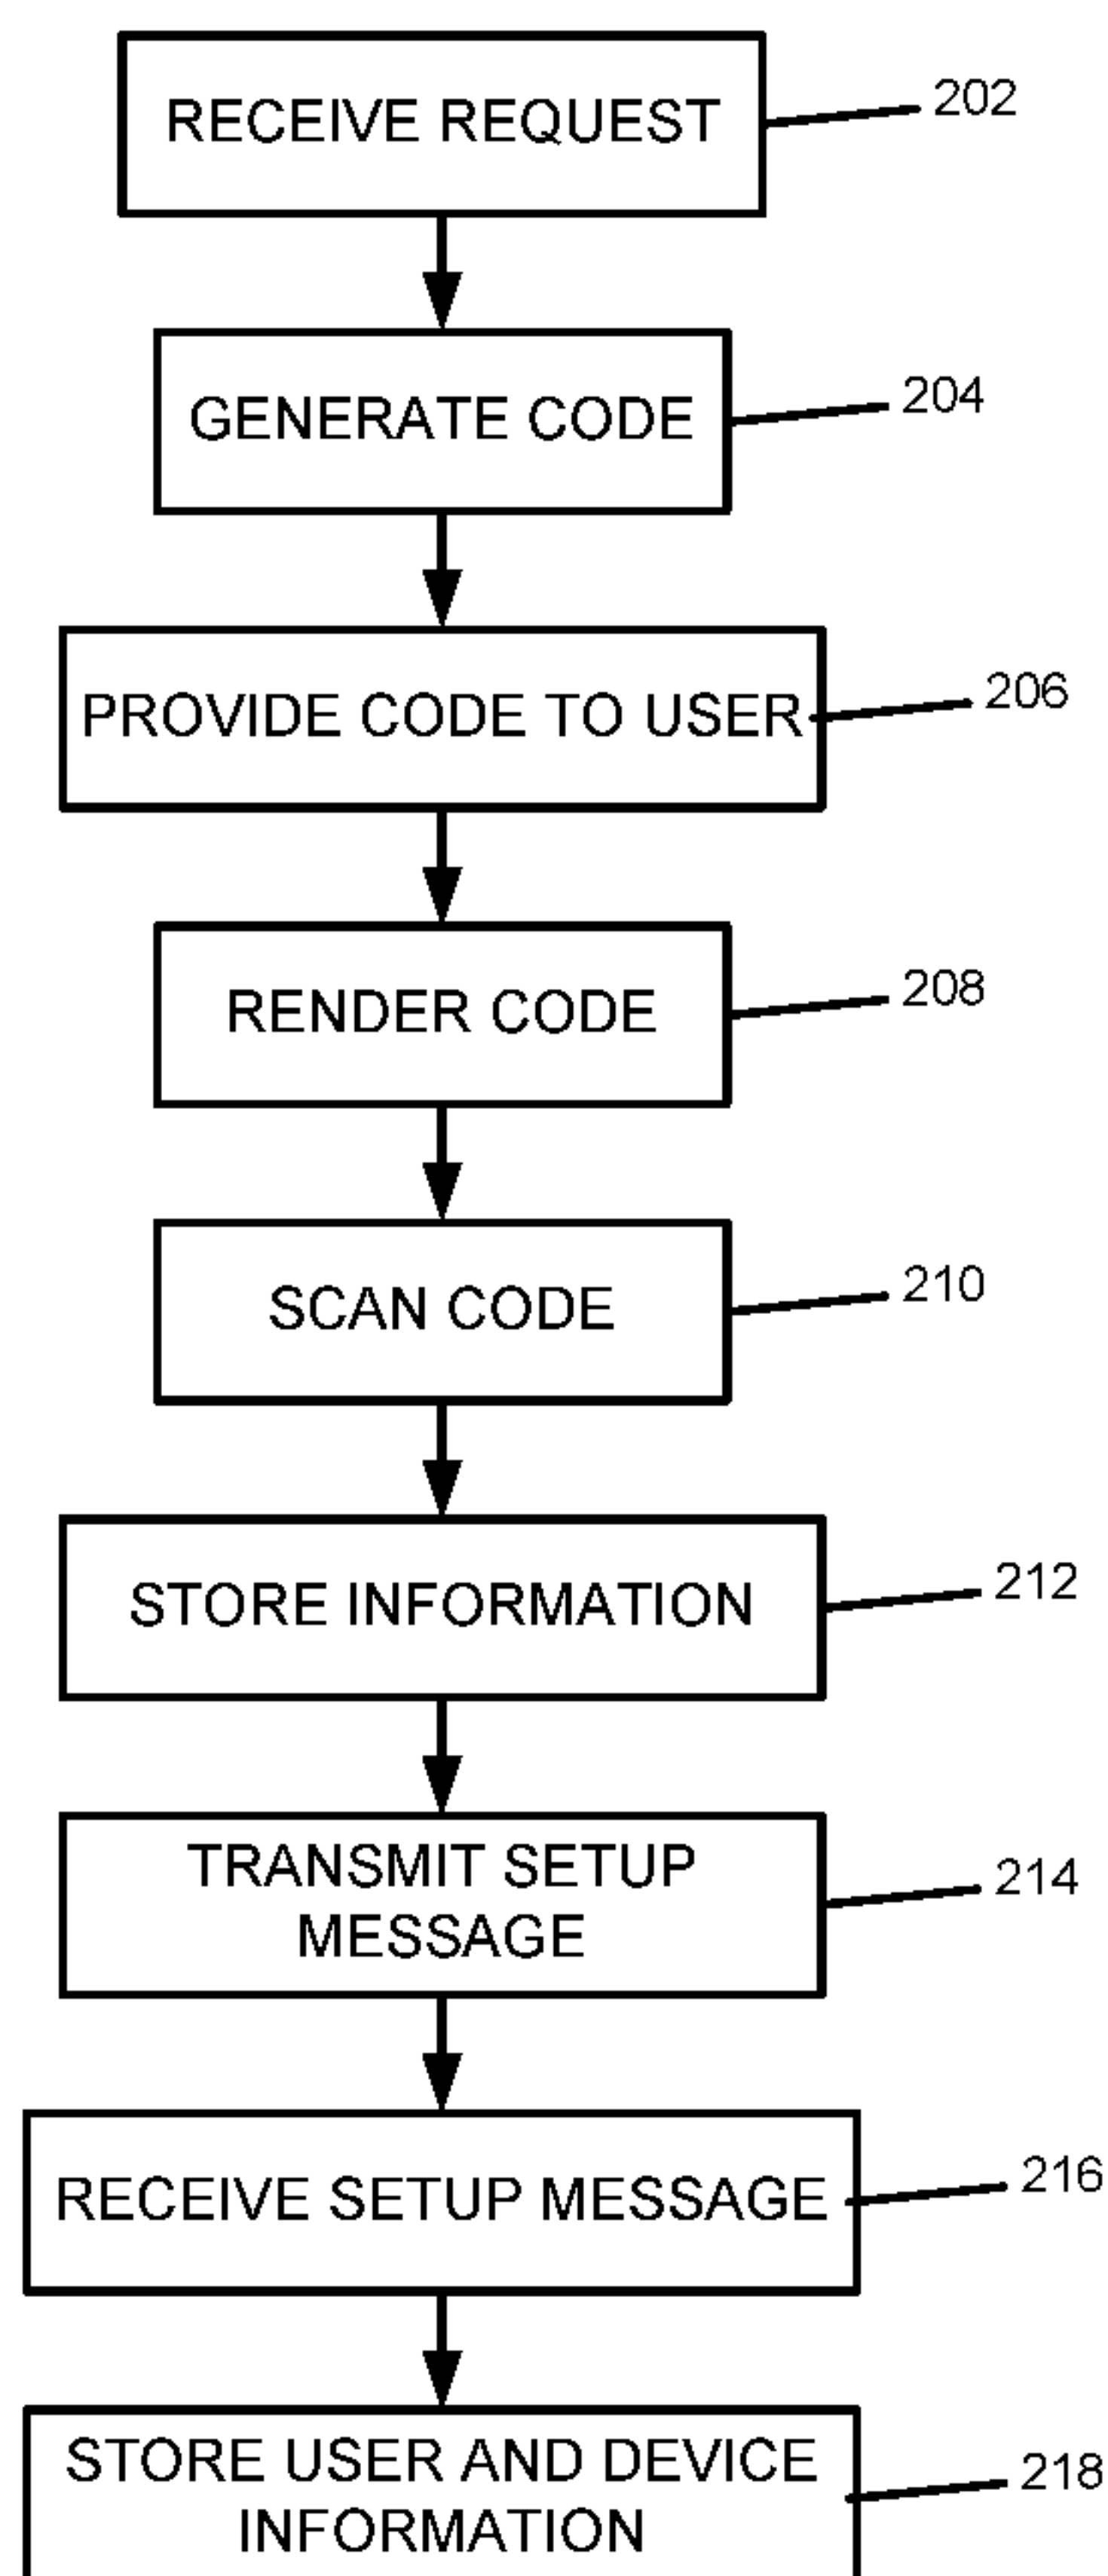 RECEIVE REQUEST
202
GENERATE CODE
204
PROVIDE CODE TO USER
206
RENDER CODE
208
SCAN CODE
210
STORE INFORMATION
212
TRANSMIT SETUP
MESSAGE
214
RECEIVE SETUP MESSAGE
216
STORE USER AND DEVICE
INFORMATION
218